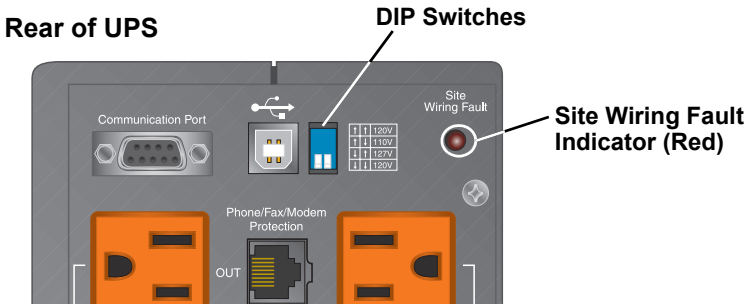 DIP Switches
Rear of UPS
Communication Port
Site
Wiring Fault
↑ ↑ 120V
↑ ↓ 110V
↓ ↑ 127V
↓ ↓ 120V
Site Wiring Fault
Indicator (Red)
Phone/Fax/Modem
Protection
OUT